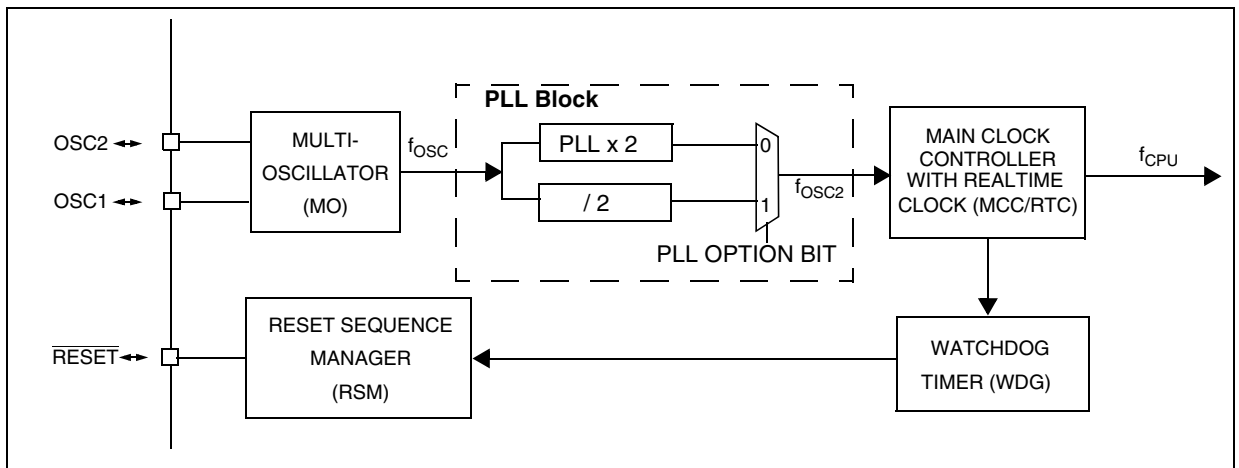 PLL Block
OSC2
OSC1
MULTI-
OSCILLATOR
(MO)
fOSC
PLL x 2
/ 2
0
1
PLL OPTION BIT
fOSC2
MAIN CLOCK
CONTROLLER
WITH REALTIME
CLOCK (MCC/RTC)
fCPU
RESET
RESET SEQUENCE
MANAGER
(RSM)
WATCHDOG
TIMER (WDG)